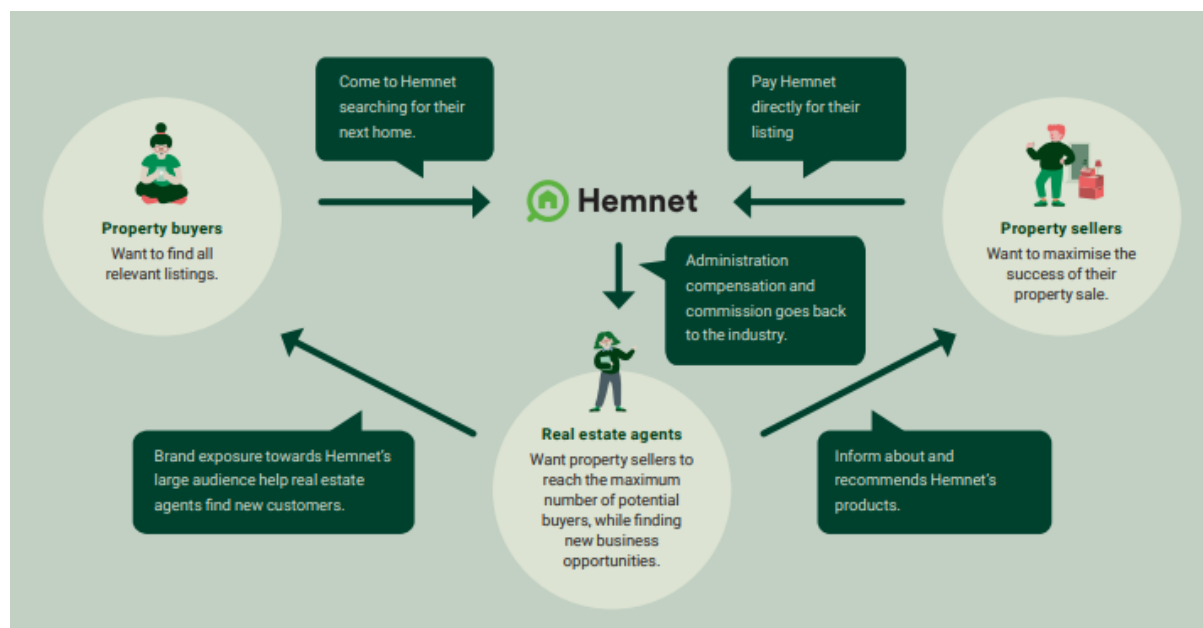 Come to Hemnet
searching for their
next home.
Pay Hemnet
directly for their
listing
Property buyers
Want to find all
relevant listings.
Hemnet
Property sellers
Want to maximise the
success of their
property sale.
Administration
compensation and
commission goes back
to the industry.
Brand exposure towards Hemnet's
large audience help real estate
agents find new customers.
Real estate agents
Want property sellers to
reach the maximum
number of potential
buyers, while finding
new business
opportunities.
Inform about and
recommends Hemnet's
products.